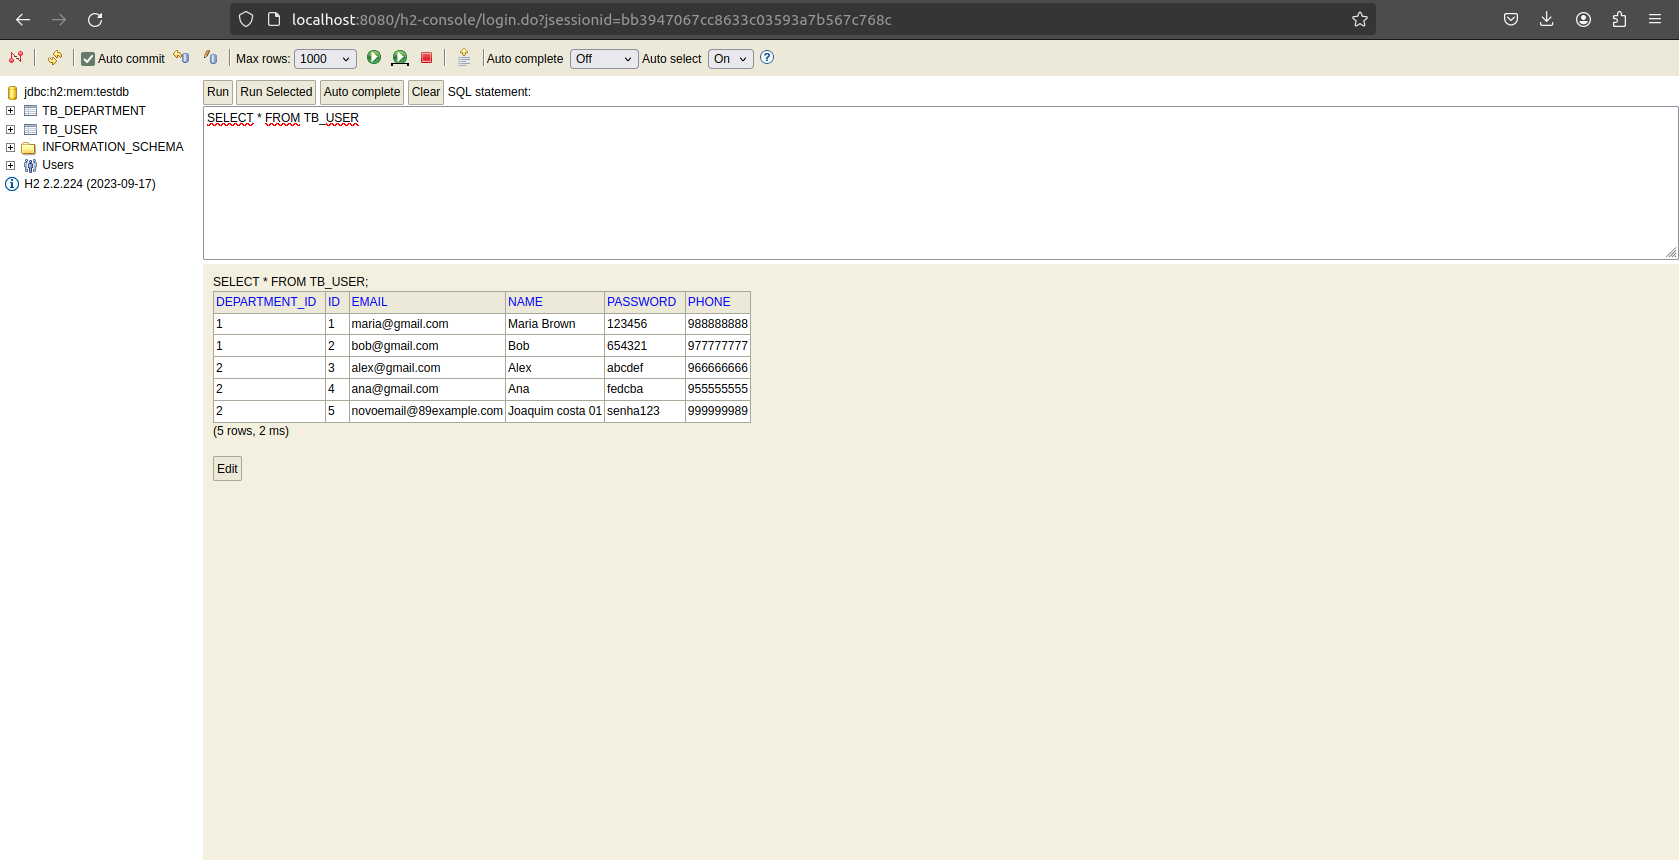 localhost:8080/h2-console/login.do?jsessionid=bb3947067cc8633c03593a7b567c768c
Auto commit Max rows: 1000 Auto complete Off Auto select On ?
jdbc:h2:mem:testdb
TB_DEPARTMENT
TB_USER
INFORMATION_SCHEMA
Users
H2 2.2.224 (2023-09-17)
Run Run Selected Auto complete Clear SQL statement:
SELECT * FROM TB_USER
SELECT * FROM TB_USER;
DEPARTMENT_ID ID EMAIL NAME PASSWORD PHONE
1 1 maria@gmail.com Maria Brown 123456 988888888
1 2 bob@gmail.com Bob 654321 977777777
2 3 alex@gmail.com Alex abcdef 966666666
2 4 ana@gmail.com Ana fedcba 955555555
2 5 novoemail@89example.com Joaquim costa 01 senha123 999999989
(5 rows, 2 ms)
Edit